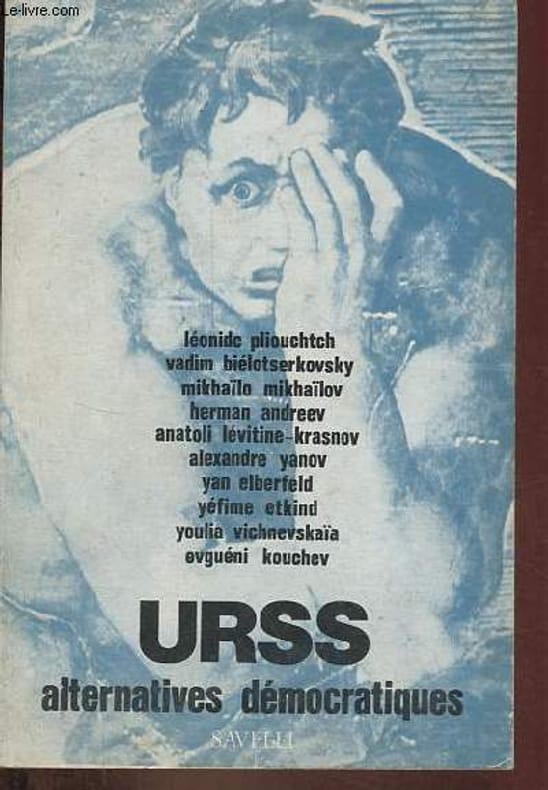 Le-livre.com
léonide pliouchtch
vadim biélotserkovsky
mikhaïlo mikhaïlov
herman andreev
anatoli lévitine-krasnov
alexandre yanov
yan elberfeld
yéfime etkind
youlia vichnevskaïa
evguéni kouchev
URSS
alternatives démocratiques
SAVELLI